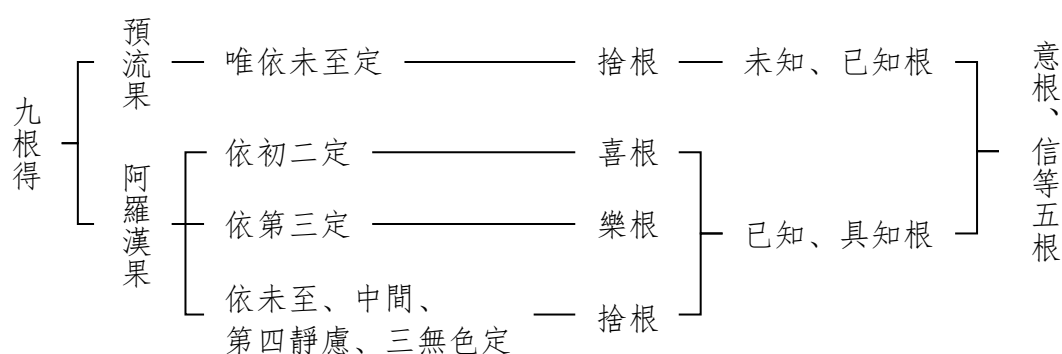 九根得
預流果
唯依未至定
捨根
未知、已知根
阿羅漢果
依初二定
喜根
依第三定
樂根
依未至、中間、
第四靜慮、三無色定
捨根
已知、具知根
意根、信等五根